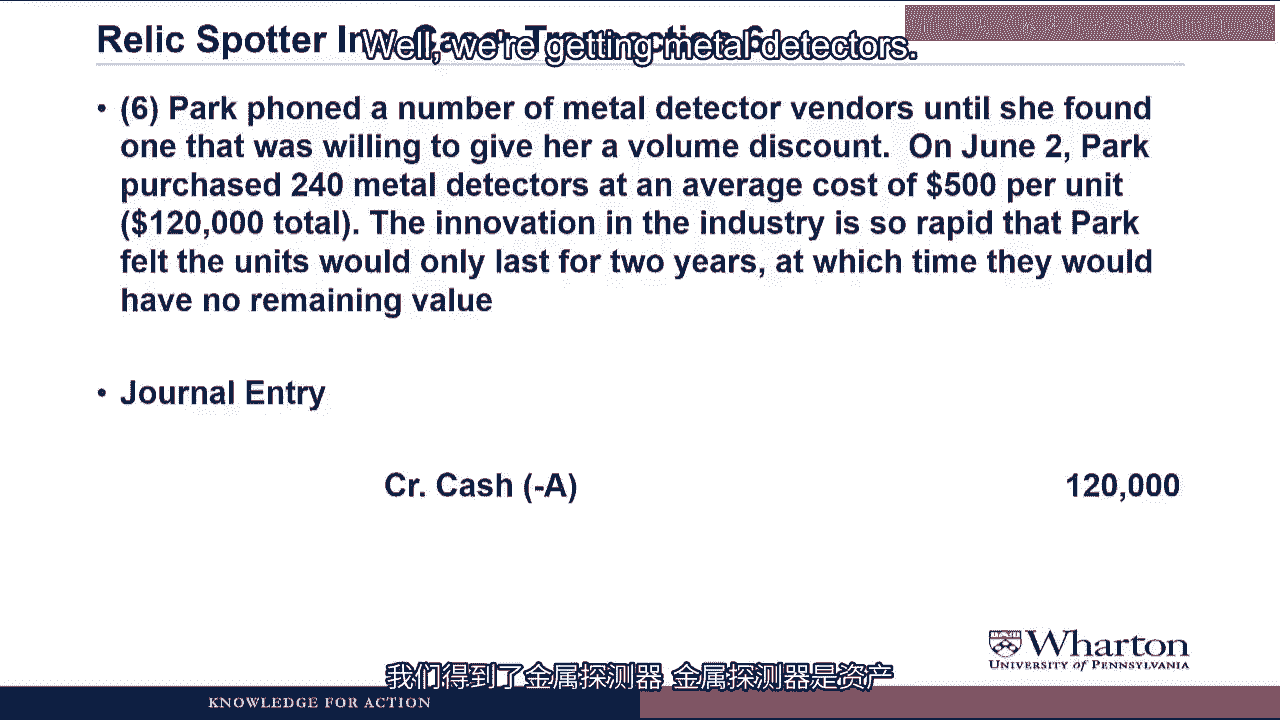 Relic Spotter Inc. Case: Transaction 6
Well, we're getting metal detectors.
• (6) Park phoned a number of metal detector vendors until she found
one that was willing to give her a volume discount. On June 2, Park
purchased 240 metal detectors at an average cost of $500 per unit
($120,000 total). The innovation in the industry is so rapid that Park
felt the units would only last for two years, at which time they would
have no remaining value
• Journal Entry
Cr. Cash (-A) 120,000
Wharton
UNIVERSITY of PENNSYLVANIA
我们得到了金属探测器 金属探测器是资产
KNOWLEDGE FOR ACTION